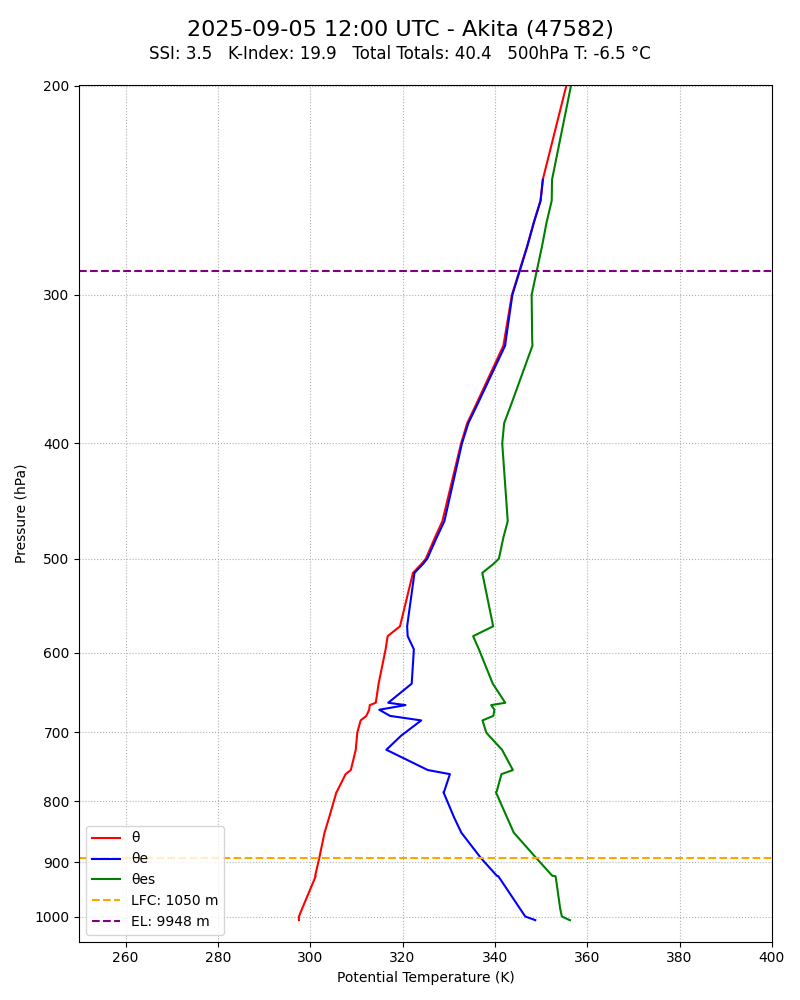 2025-09-05 12:00 UTC - Akita (47582)
SSI: 3.5 K-Index: 19.9 Total Totals: 40.4 500hPa T: -6.5 °C
200
300
400
500
600
700
800
900
1000
Pressure (hPa)
θ
θe
θes
LFC: 1050 m
EL: 9948 m
260 280 300 320 340 360 380 400
Potential Temperature (K)